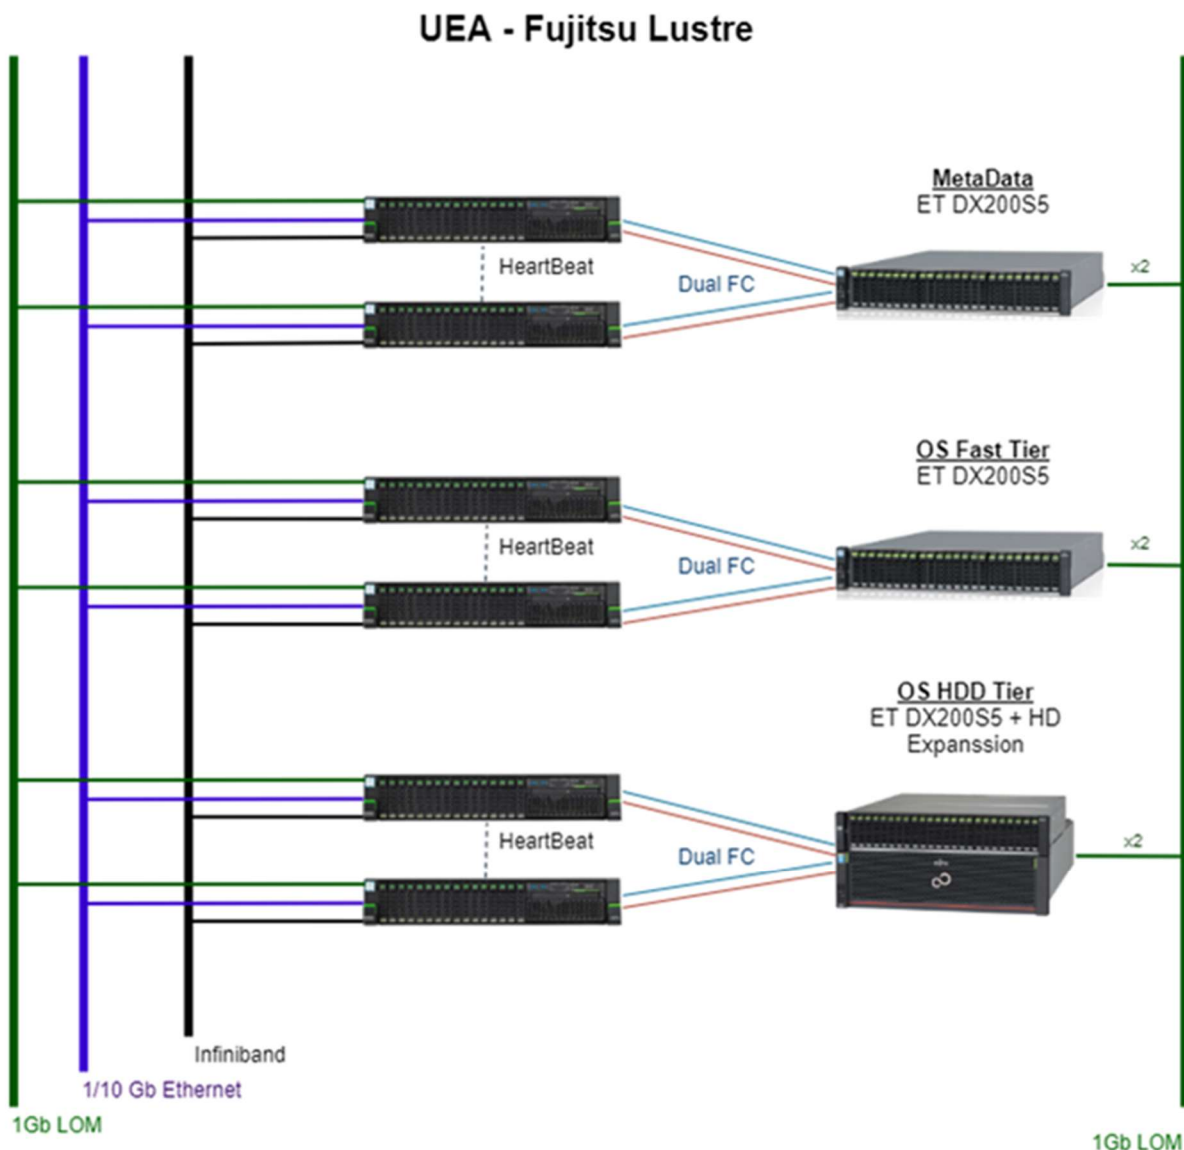 UEA - Fujitsu Lustre
MetaData
ET DX200S5
x2
HeartBeat
Dual FC
OS Fast Tier
ET DX200S5
x2
HeartBeat
Dual FC
OS HDD Tier
ET DX200S5 + HD
Expanssion
x2
HeartBeat
Dual FC
Infiniband
1/10 Gb Ethernet
1Gb LOM
1Gb LOM